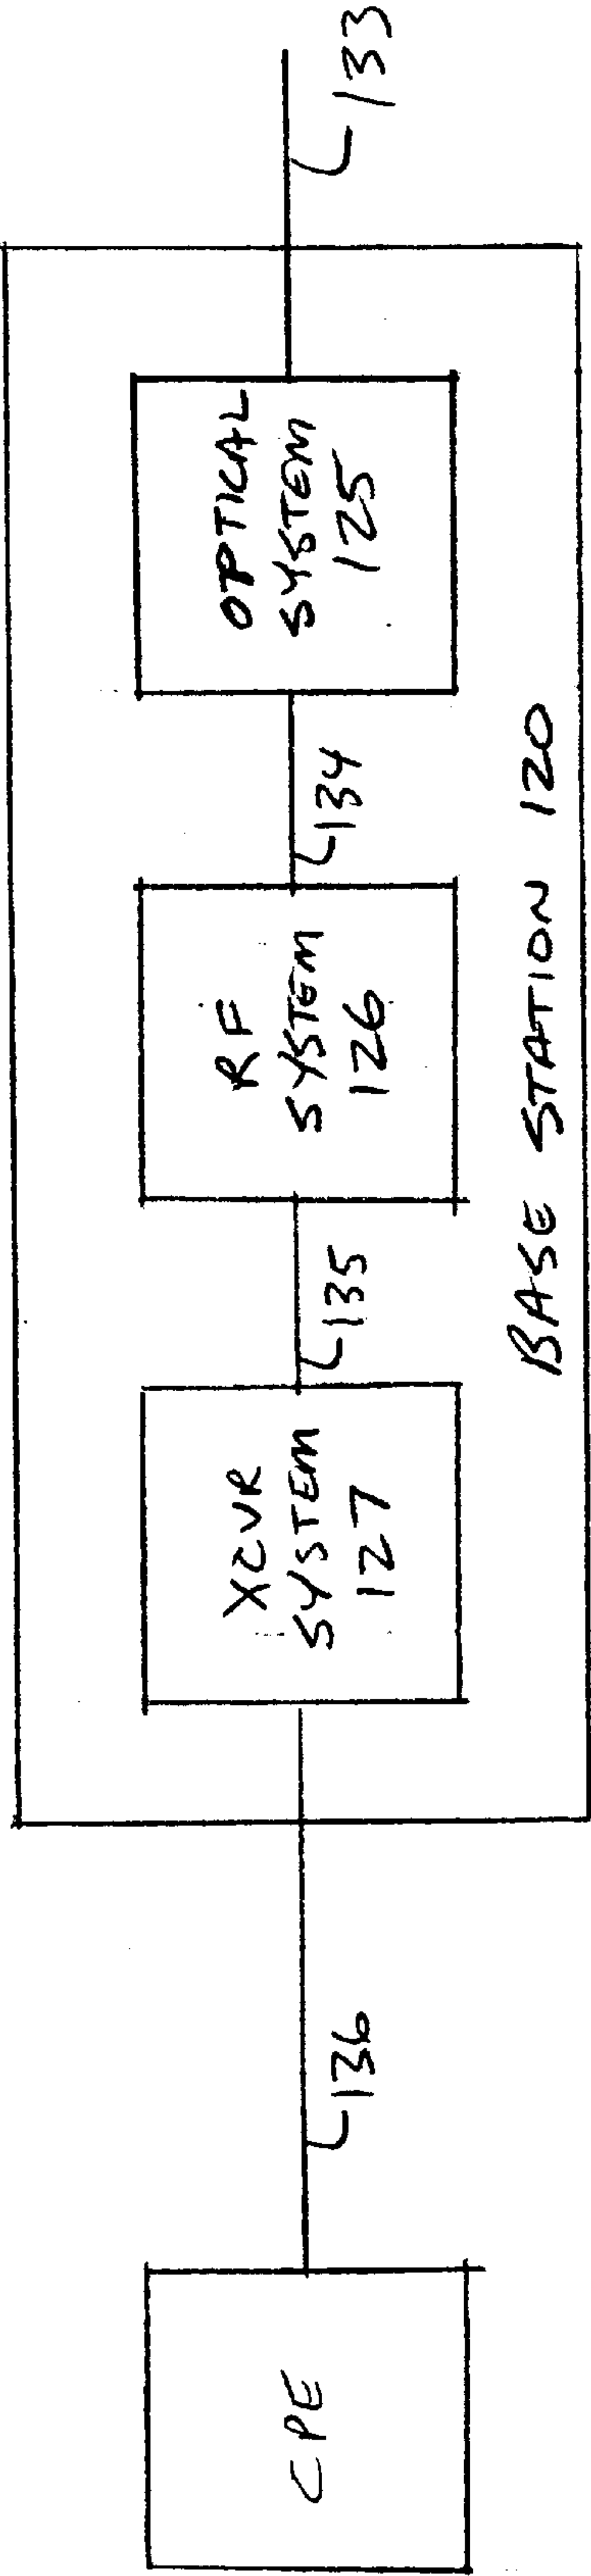 CPE
136
XCVR
SYSTEM
127
135
RF
SYSTEM
126
134
OPTICAL
SYSTEM
125
133
BASE STATION 120